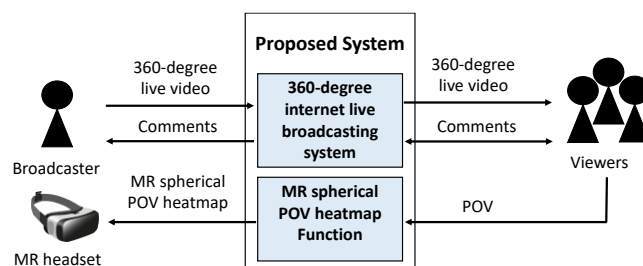 Proposed System
360-degree
live video
360-degree
internet live
broadcasting
system
360-degree
live video
Comments
Comments
Broadcaster
Viewers
MR spherical
POV heatmap
MR spherical
POV heatmap
Function
POV
MR headset